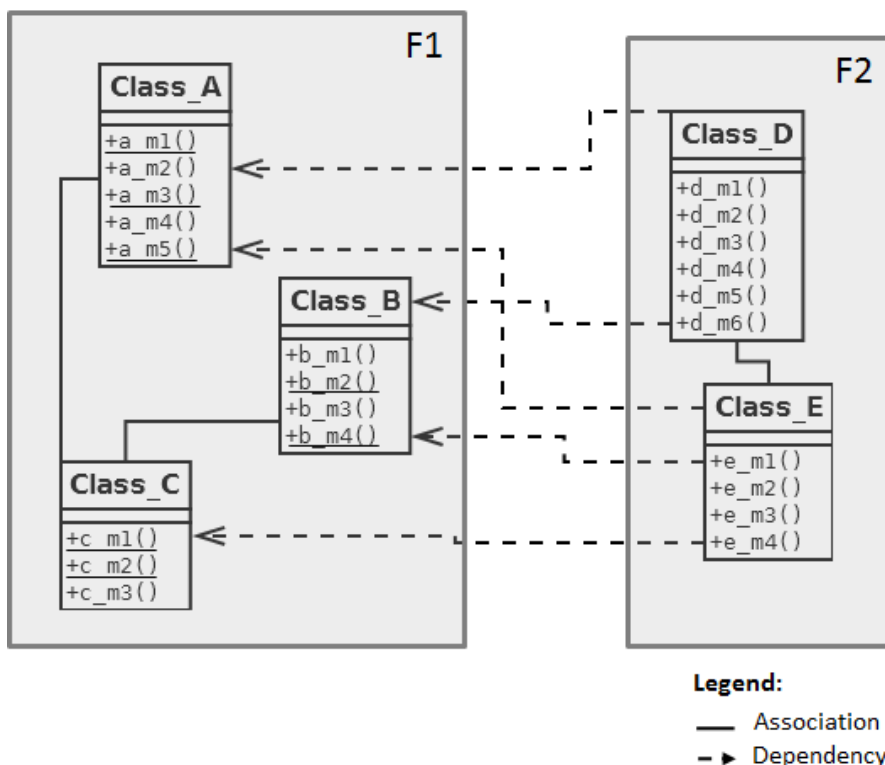 F1
Class_A
+a_m1()
+a_m2()
+a_m3()
+a_m4()
+a_m5()
Class_B
+b_m1()
+b_m2()
+b_m3()
+b_m4()
Class_C
+c_m1()
+c_m2()
+c_m3()
F2
Class_D
+d_m1()
+d_m2()
+d_m3()
+d_m4()
+d_m5()
+d_m6()
Class_E
+e_m1()
+e_m2()
+e_m3()
+e_m4()
Legend:
Association
Dependency